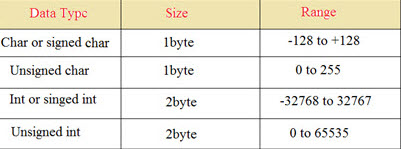 Data Type Size Range
Char or signed char 1byte -128 to +128
Unsigned char 1byte 0 to 255
Int or singed int 2byte -32768 to 32767
Unsigned int 2byte 0 to 65535